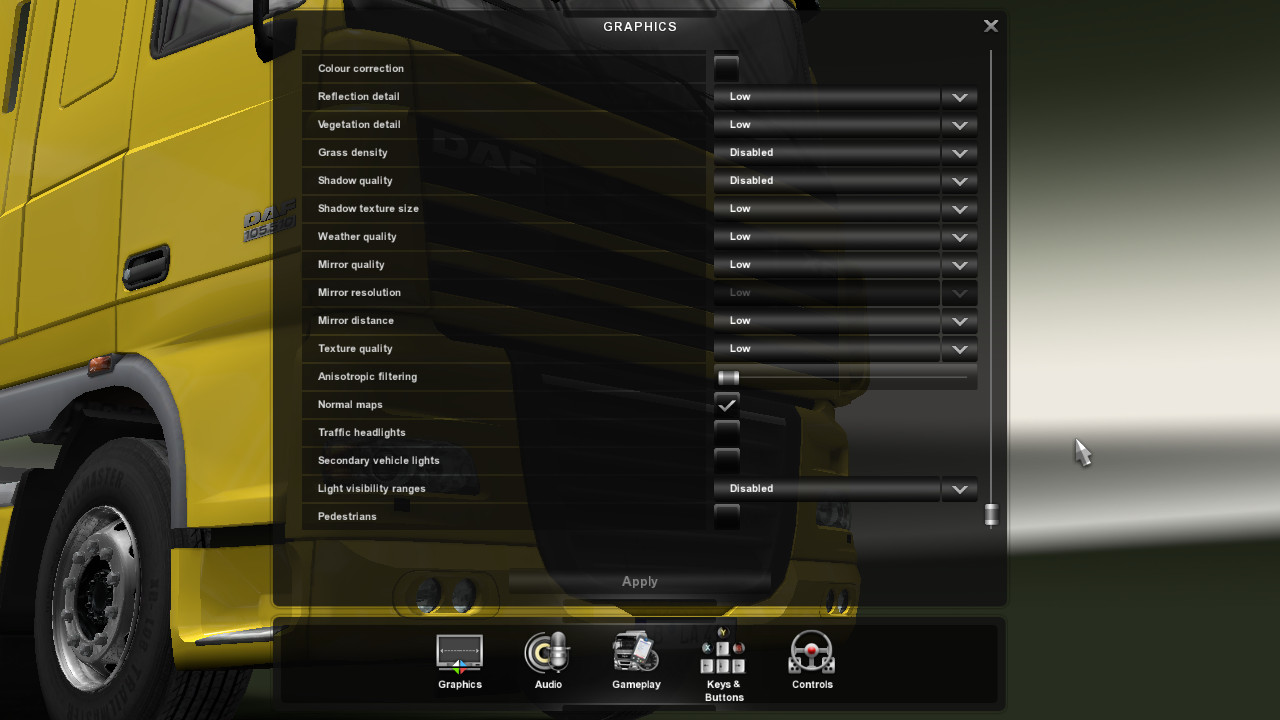 GRAPHICS
Colour correction
Reflection detail Low
Vegetation detail Low
Grass density Disabled
Shadow quality Disabled
Shadow texture size Low
Weather quality Low
Mirror quality Low
Mirror resolution Low
Mirror distance Low
Texture quality Low
Anisotropic filtering
Normal maps
Traffic headlights
Secondary vehicle lights
Light visibility ranges Disabled
Pedestrians
Apply
DAF
DAF
Graphics Audio Gameplay Keys & Buttons Controls